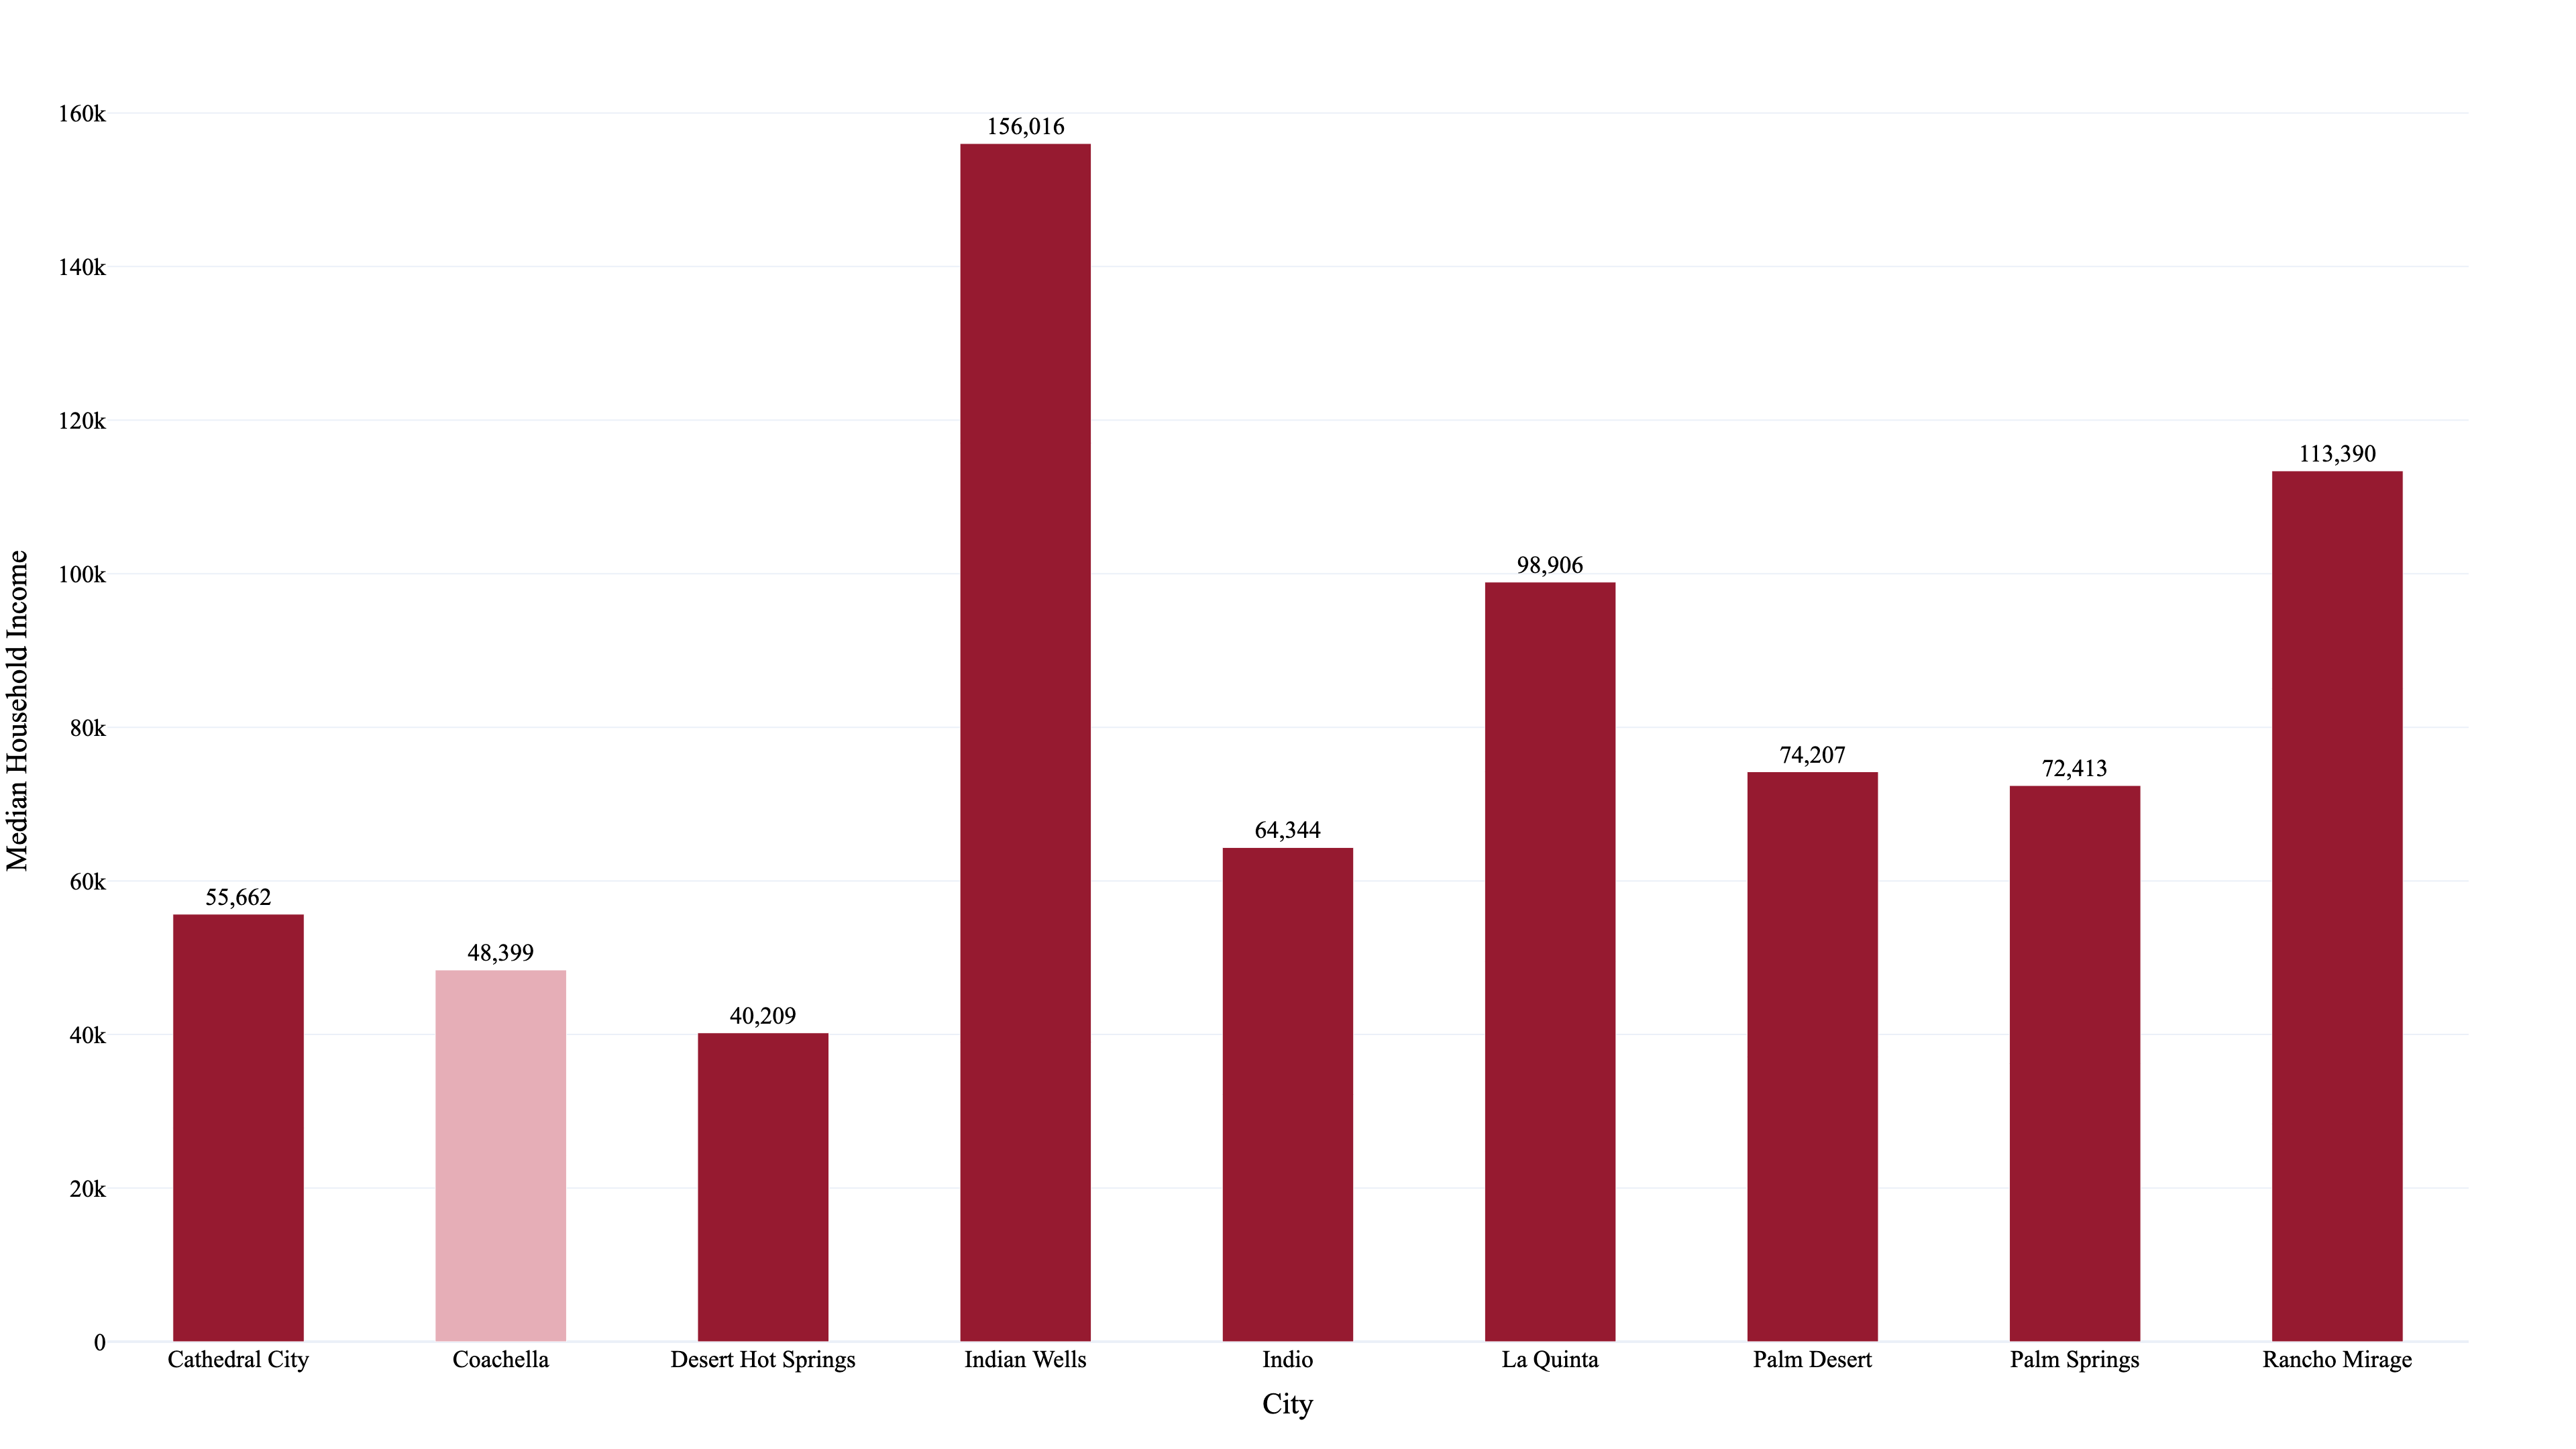 160k
140k
120k
100k
80k
60k
40k
20k
0
Median Household Income
55,662
48,399
40,209
156,016
64,344
98,906
74,207
72,413
113,390
Cathedral City
Coachella
Desert Hot Springs
Indian Wells
Indio
La Quinta
Palm Desert
Palm Springs
Rancho Mirage
City